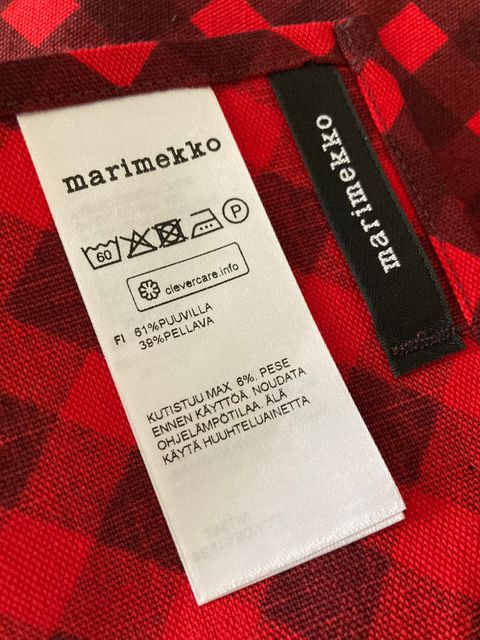 marimekko
60
P
clevercare.info
FI 61%PUUVILLA
39%PELLAVA
KUTISTUU MAX. 6%. PESE
ENNEN KÄYTTÖÄ. NOUDATA
OHJELÄMPÖTILAA. ÄLÄ
KÄYTÄ HUUHTELUAINETTA
marimekko